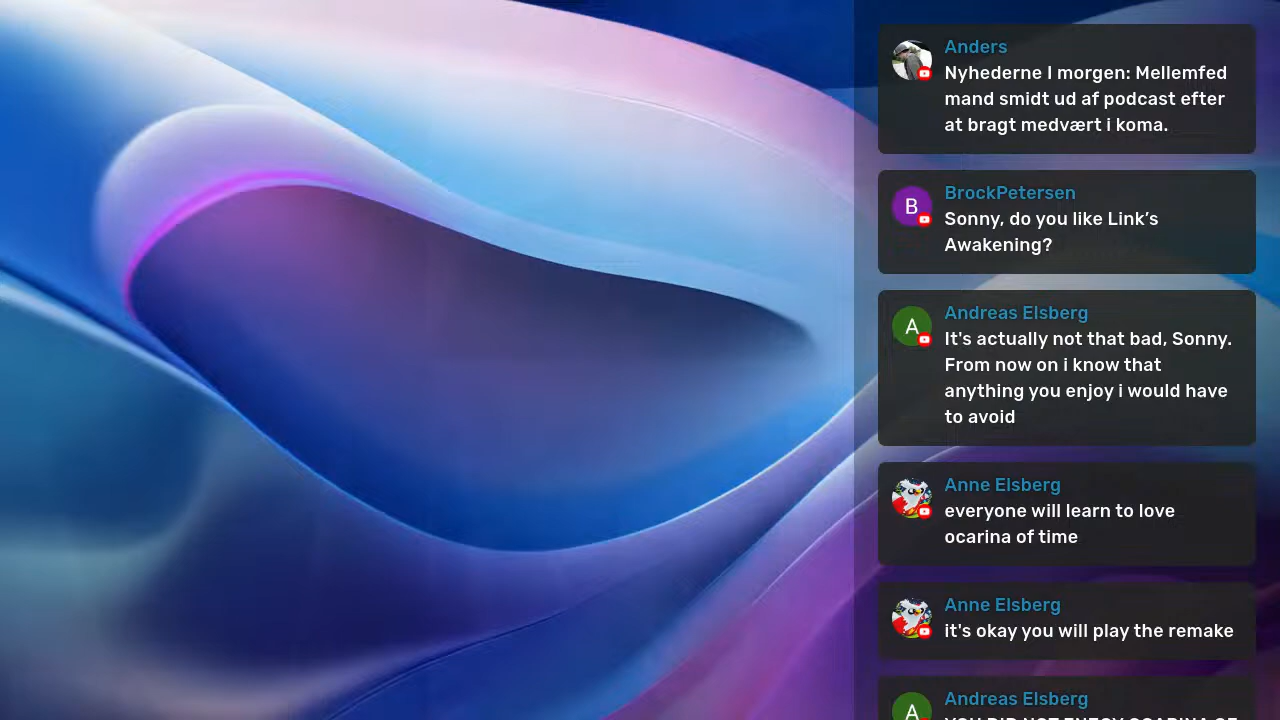 Anders
Nyhederne I morgen: Mellemfed
mand smidt ud af podcast efter
at bragt medvært i koma.
B
BrockPetersen
Sonny, do you like Link’s
Awakening?
A
Andreas Elsberg
It's actually not that bad, Sonny.
From now on i know that
anything you enjoy i would have
to avoid
Anne Elsberg
everyone will learn to love
ocarina of time
Anne Elsberg
it's okay you will play the remake
A
Andreas Elsberg